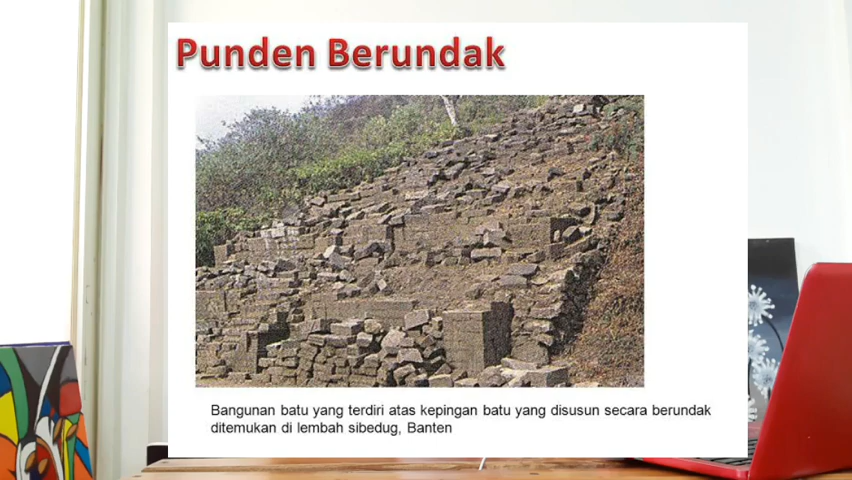 Punden Berundak
Bangunan batu yang terdiri atas kepingan batu yang disusun secara berundak
ditemukan di lembah sibedug, Banten